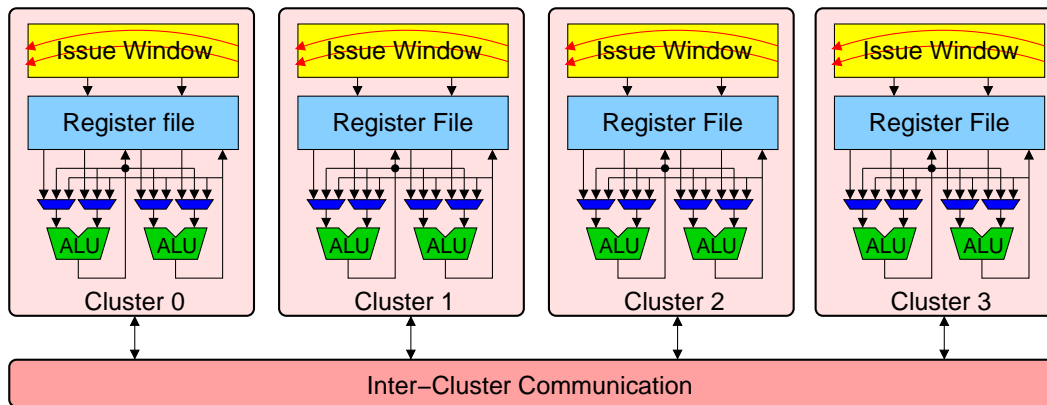 Issue Window
Issue Window
Issue Window
Issue Window
Register file
Register File
Register File
Register File
ALU
ALU
ALU
ALU
ALU
ALU
ALU
ALU
Cluster 0
Cluster 1
Cluster 2
Cluster 3
Inter−Cluster Communication